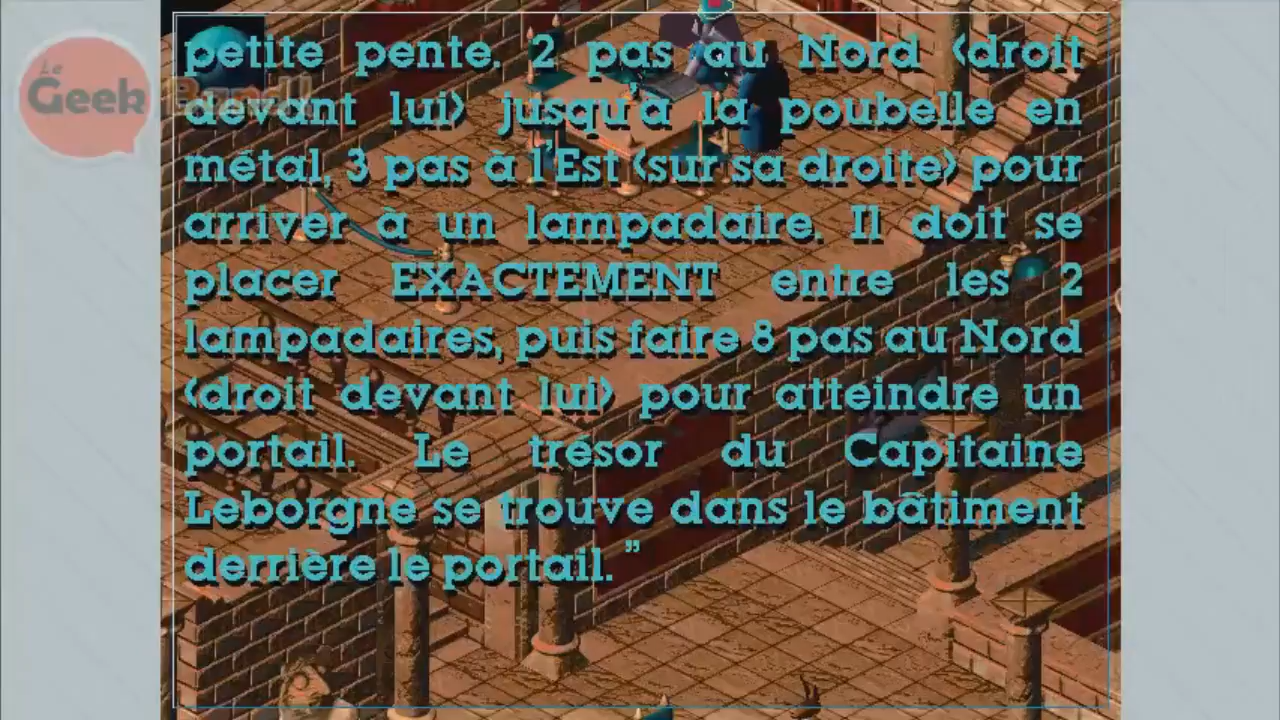 Le
Geek
petite pente. 2 pas au Nord (droit
devant lui) jusqu'à la poubelle en
métal, 3 pas à l'Est (sur sa droite) pour
arriver à un lampadaire. Il doit se
placer EXACTEMENT entre les 2
lampadaires, puis faire 8 pas au Nord
(droit devant lui) pour atteindre un
portail. Le trésor du Capitaine
Leborgne se trouve dans le bâtiment
derrière le portail."